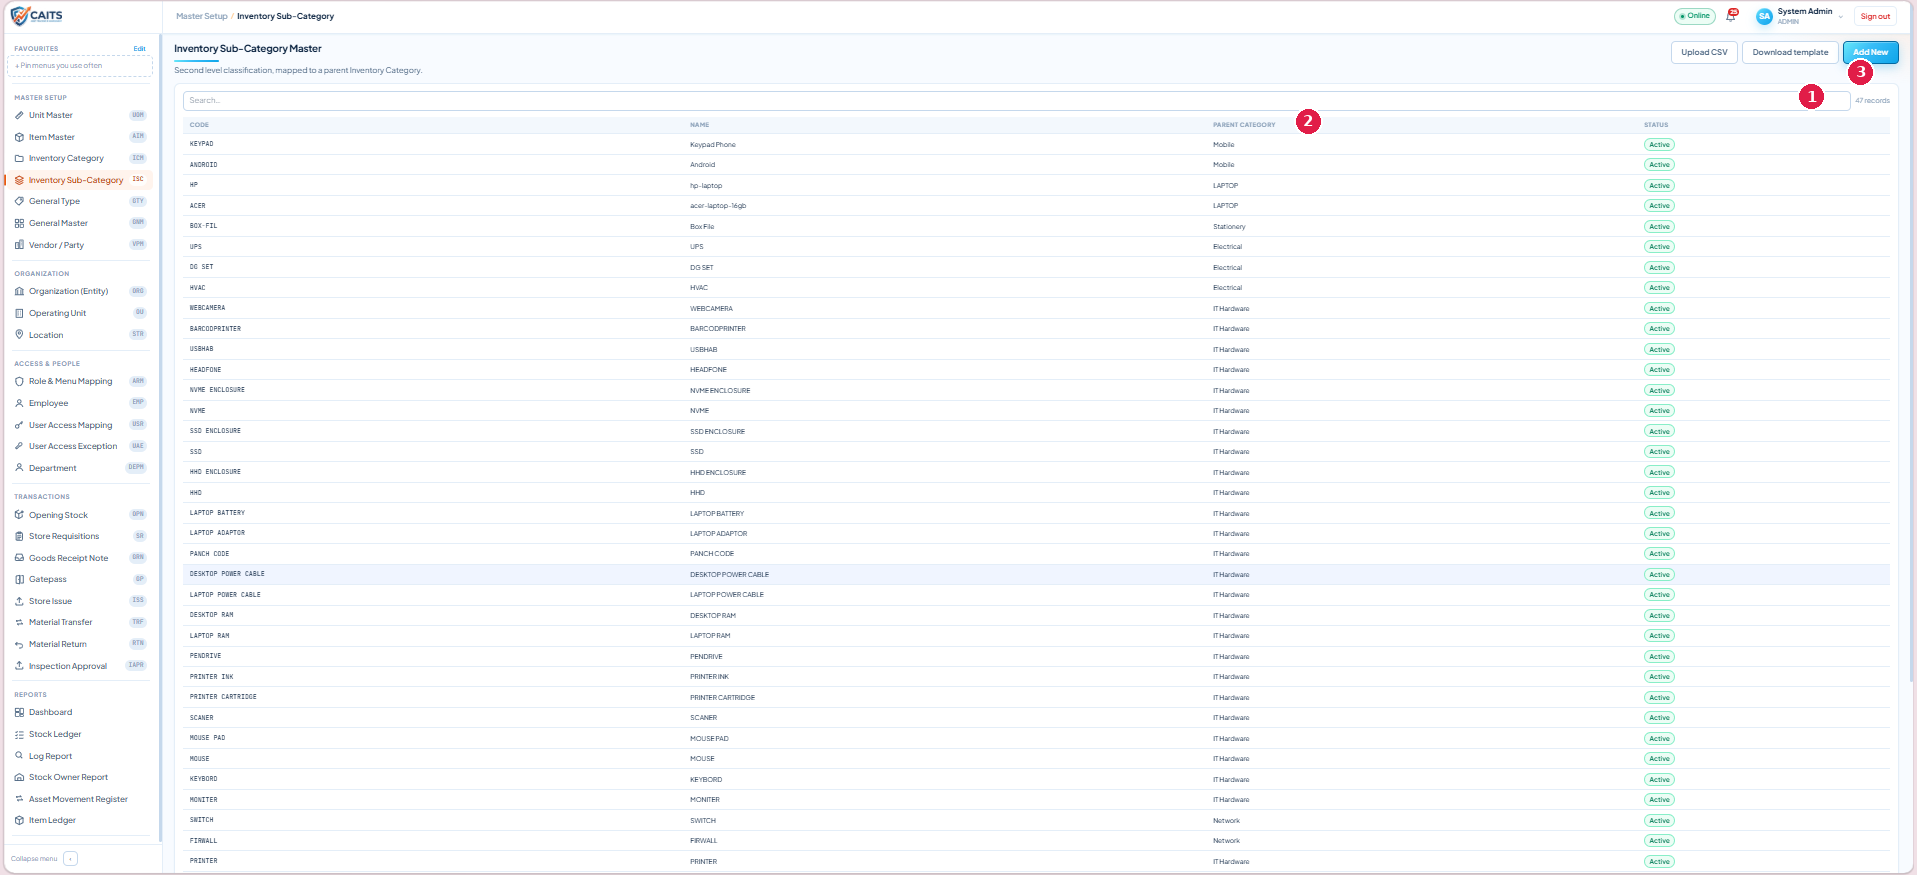 CAITS
Master Setup / Inventory Sub-Category
Online
25
SA
System Admin
ADMIN
Sign out
FAVOURITES
Edit
+ Pin menus you use often
MASTER SETUP
Unit Master UOM
Item Master AIM
Inventory Category ICM
Inventory Sub-Category ISC
General Type GTY
General Master GNM
Vendor / Party VPM
ORGANIZATION
Organization (Entity) ORG
Operating Unit OU
Location STR
ACCESS & PEOPLE
Role & Menu Mapping ARM
Employee EMP
User Access Mapping USR
User Access Exception UAE
Department DEPM
TRANSACTIONS
Opening Stock OPN
Store Requisitions SR
Goods Receipt Note GRN
Gatepass GP
Store Issue ISS
Material Transfer TRF
Material Return RTN
Inspection Approval IAPR
REPORTS
Dashboard
Stock Ledger
Log Report
Stock Owner Report
Asset Movement Register
Item Ledger
Collapse menu
Inventory Sub-Category Master
Second level classification, mapped to a parent Inventory Category.
Upload CSV
Download template
Add New
3
Search...
1
47 records
CODE NAME PARENT CATEGORY 2 STATUS
KEYPAD Keypad Phone Mobile Active
ANDROID Android Mobile Active
HP hp-laptop LAPTOP Active
ACER acer-laptop-16gb LAPTOP Active
BOX-FIL Box File Stationery Active
UPS UPS Electrical Active
DG SET DG SET Electrical Active
HVAC HVAC Electrical Active
WEBCAMERA WEBCAMERA IT Hardware Active
BARCODPRINTER BARCODPRINTER IT Hardware Active
USBHAB USBHAB IT Hardware Active
HEADFONE HEADFONE IT Hardware Active
NVME ENCLOSURE NVME ENCLOSURE IT Hardware Active
NVME NVME IT Hardware Active
SSD ENCLOSURE SSD ENCLOSURE IT Hardware Active
SSD SSD IT Hardware Active
HHD ENCLOSURE HHD ENCLOSURE IT Hardware Active
HHD HHD IT Hardware Active
LAPTOP BATTERY LAPTOP BATTERY IT Hardware Active
LAPTOP ADAPTOR LAPTOP ADAPTOR IT Hardware Active
PANCH CODE PANCH CODE IT Hardware Active
DESKTOP POWER CABLE DESKTOP POWER CABLE IT Hardware Active
LAPTOP POWER CABLE LAPTOP POWER CABLE IT Hardware Active
DESKTOP RAM DESKTOP RAM IT Hardware Active
LAPTOP RAM LAPTOP RAM IT Hardware Active
PENDRIVE PENDRIVE IT Hardware Active
PRINTER INK PRINTER INK IT Hardware Active
PRINTER CARTRIDGE PRINTER CARTRIDGE IT Hardware Active
SCANER SCANER IT Hardware Active
MOUSE PAD MOUSE PAD IT Hardware Active
MOUSE MOUSE IT Hardware Active
KEYBORD KEYBORD IT Hardware Active
MONITER MONITER IT Hardware Active
SWITCH SWITCH Network Active
FIRWALL FIRWALL Network Active
PRINTER PRINTER IT Hardware Active